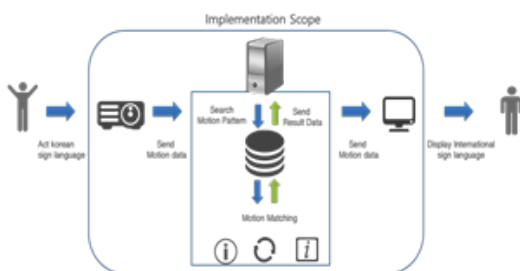 Implementation Scope
Act korean
sign language
Send
Motion data
Search
Motion Pattern
Send
Result Data
Motion Matching
Send
Motion data
Display International
sign language